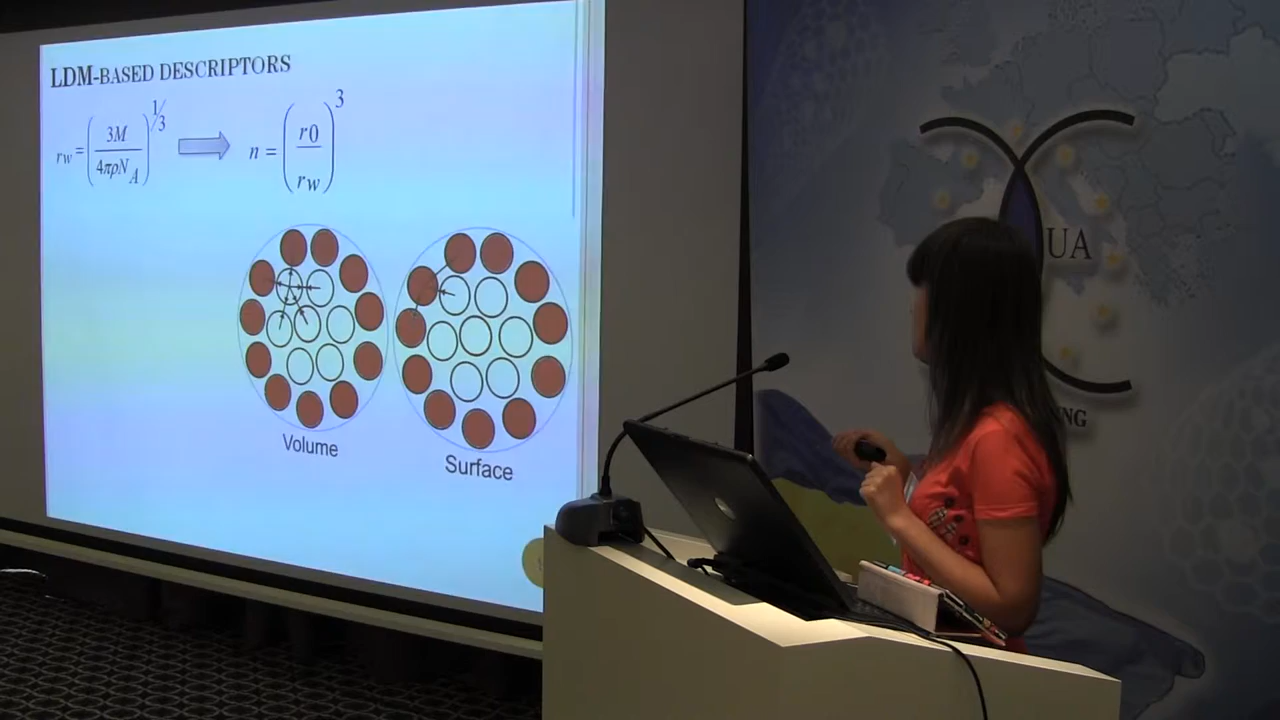 LDM-BASED DESCRIPTORS
rw = (3M / 4πρN_A)^1/3
n = (r0 / rw)^3
Volume
Surface
UA
NG